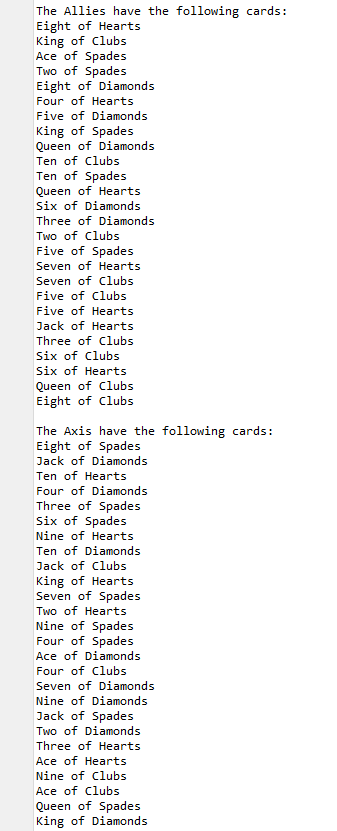 The Allies have the following cards:
Eight of Hearts
King of Clubs
Ace of Spades
Two of Spades
Eight of Diamonds
Four of Hearts
Five of Diamonds
King of Spades
Queen of Diamonds
Ten of Clubs
Ten of Spades
Queen of Hearts
Six of Diamonds
Three of Diamonds
Two of Clubs
Five of Spades
Seven of Hearts
Seven of Clubs
Five of Clubs
Five of Hearts
Jack of Hearts
Three of Clubs
Six of Clubs
Six of Hearts
Queen of Clubs
Eight of Clubs

The Axis have the following cards:
Eight of Spades
Jack of Diamonds
Ten of Hearts
Four of Diamonds
Three of Spades
Six of Spades
Nine of Hearts
Ten of Diamonds
Jack of Clubs
King of Hearts
Seven of Spades
Two of Hearts
Nine of Spades
Four of Spades
Ace of Diamonds
Four of Clubs
Seven of Diamonds
Nine of Diamonds
Jack of Spades
Two of Diamonds
Three of Hearts
Ace of Hearts
Nine of Clubs
Ace of Clubs
Queen of Spades
King of Diamonds